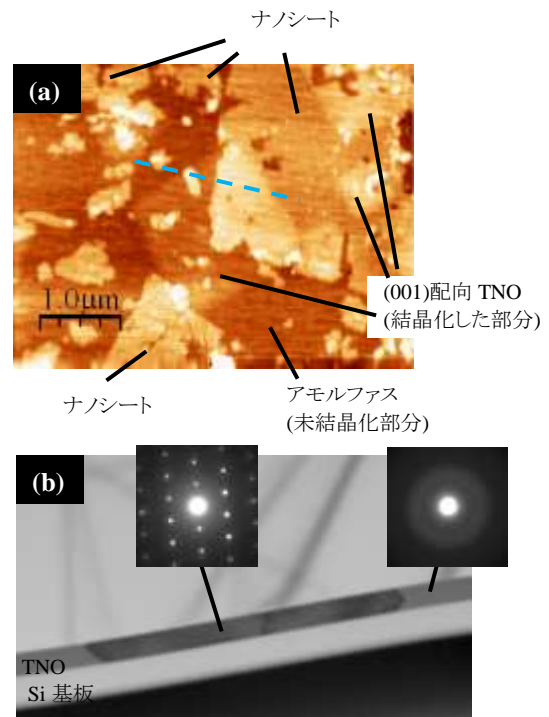 ナノシート
(a)
1.0μm
(001)配向 TNO
(結晶化した部分)
ナノシート
アモルファス
(未結晶化部分)
(b)
TNO
Si 基板